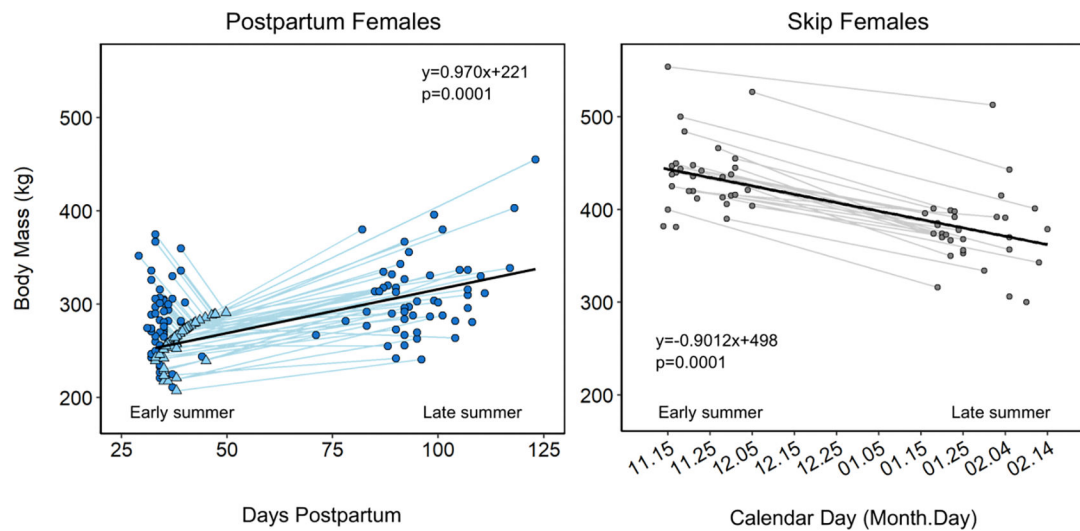 Postpartum Females
Skip Females
Body Mass (kg)
500
400
300
200
y=0.970x+221
p=0.0001
Early summer
Late summer
25
50
75
100
125
Days Postpartum
500
400
300
200
y=-0.9012x+498
p=0.0001
Early summer
Late summer
11.15
11.25
12.05
12.15
12.25
01.05
01.15
01.25
02.04
02.14
Calendar Day (Month.Day)